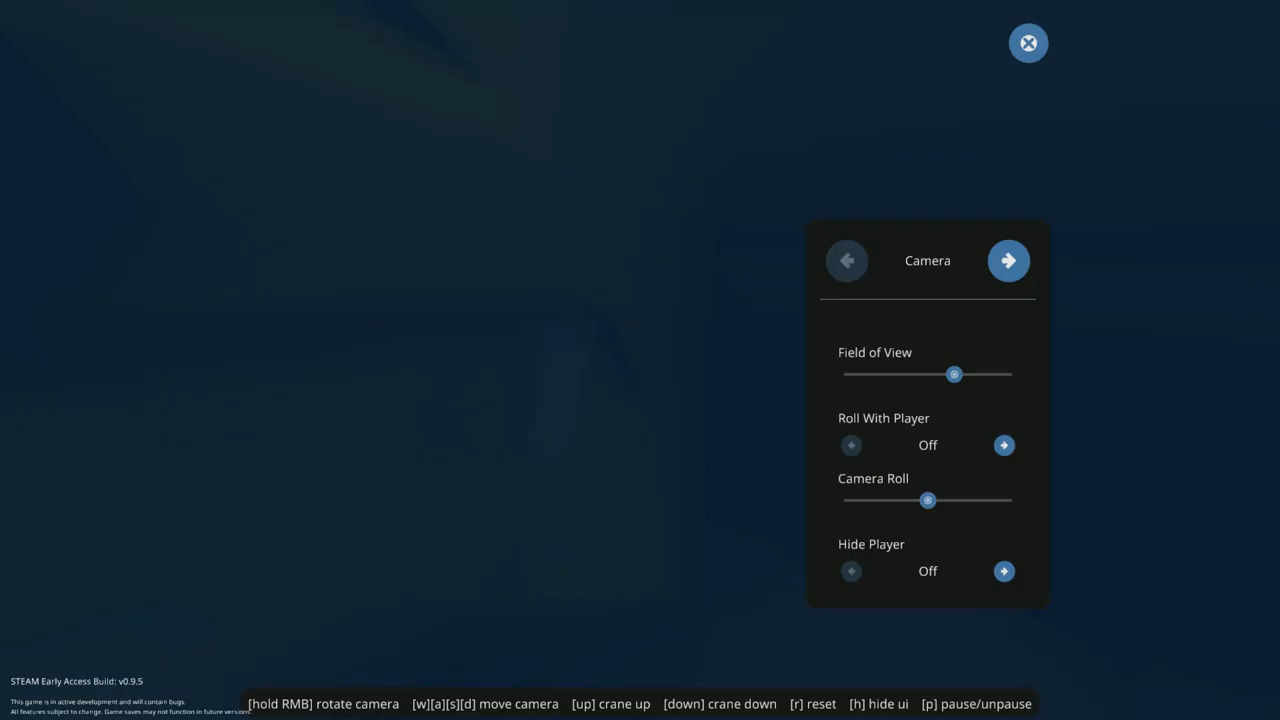 Camera
Field of View
Roll With Player
Off
Camera Roll
Hide Player
Off
STEAM Early Access Build: v0.9.5
This game is in active development and will contain bugs.
All features subject to change. Game saves may not function in future versions.
[hold RMB] rotate camera [w][a][s][d] move camera [up] crane up [down] crane down [r] reset [h] hide ui [p] pause/unpause